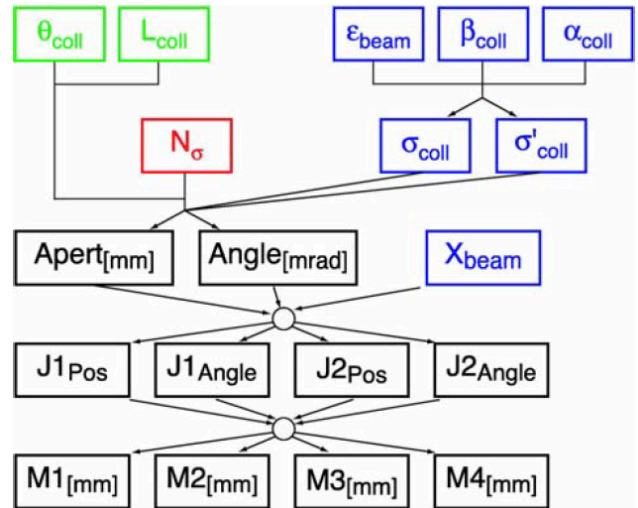 θcoll Lcoll εbeam βcoll αcoll
Nσ σcoll σ'coll
Apert[mm] Angle[mrad] Xbeam
J1Pos J1Angle J2Pos J2Angle
M1[mm] M2[mm] M3[mm] M4[mm]